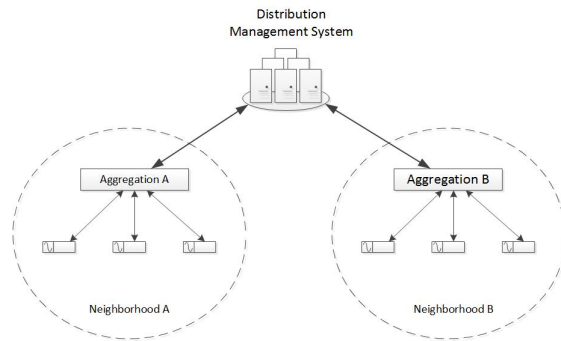 Distribution
Management System
Aggregation A
Aggregation B
Neighborhood A
Neighborhood B